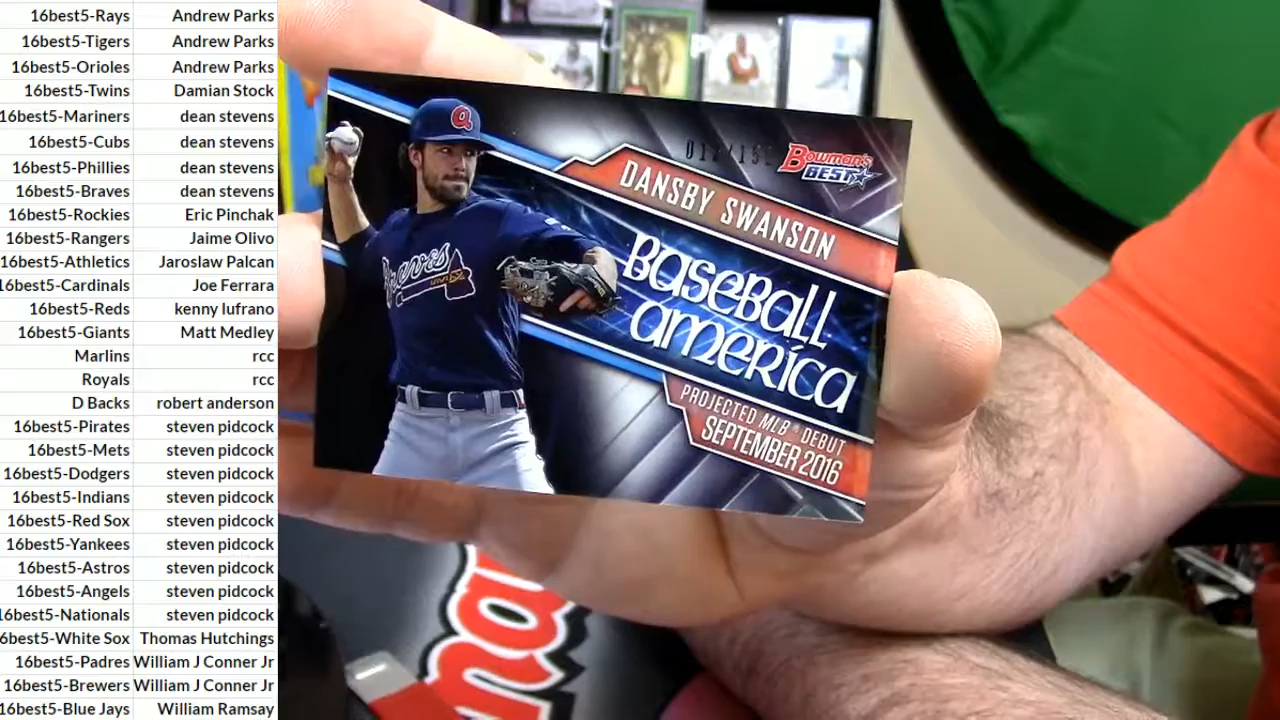 16best5-Rays Andrew Parks
16best5-Tigers Andrew Parks
16best5-Orioles Andrew Parks
16best5-Twins Damian Stock
16best5-Mariners dean stevens
16best5-Cubs dean stevens
16best5-Phillies dean stevens
16best5-Braves dean stevens
16best5-Rockies Eric Pinchak
16best5-Rangers Jaime Olivo
16best5-Athletics Jaroslaw Palcan
16best5-Cardinals Joe Ferrara
16best5-Reds kenny lufrano
16best5-Giants Matt Medley
Marlins rcc
Royals rcc
D Backs robert anderson
16best5-Pirates steven pidcock
16best5-Mets steven pidcock
16best5-Dodgers steven pidcock
16best5-Indians steven pidcock
16best5-Red Sox steven pidcock
16best5-Yankees steven pidcock
16best5-Astros steven pidcock
16best5-Angels steven pidcock
16best5-Nationals steven pidcock
6best5-White Sox Thomas Hutchings
16best5-Padres William J Conner Jr
16best5-Brewers William J Conner Jr
16best5-Blue Jays William Ramsay
a
Braves
Bowman's
BEST
DANSBY SWANSON
Baseball
america
PROJECTED MLB® DEBUT
SEPTEMBER 2016